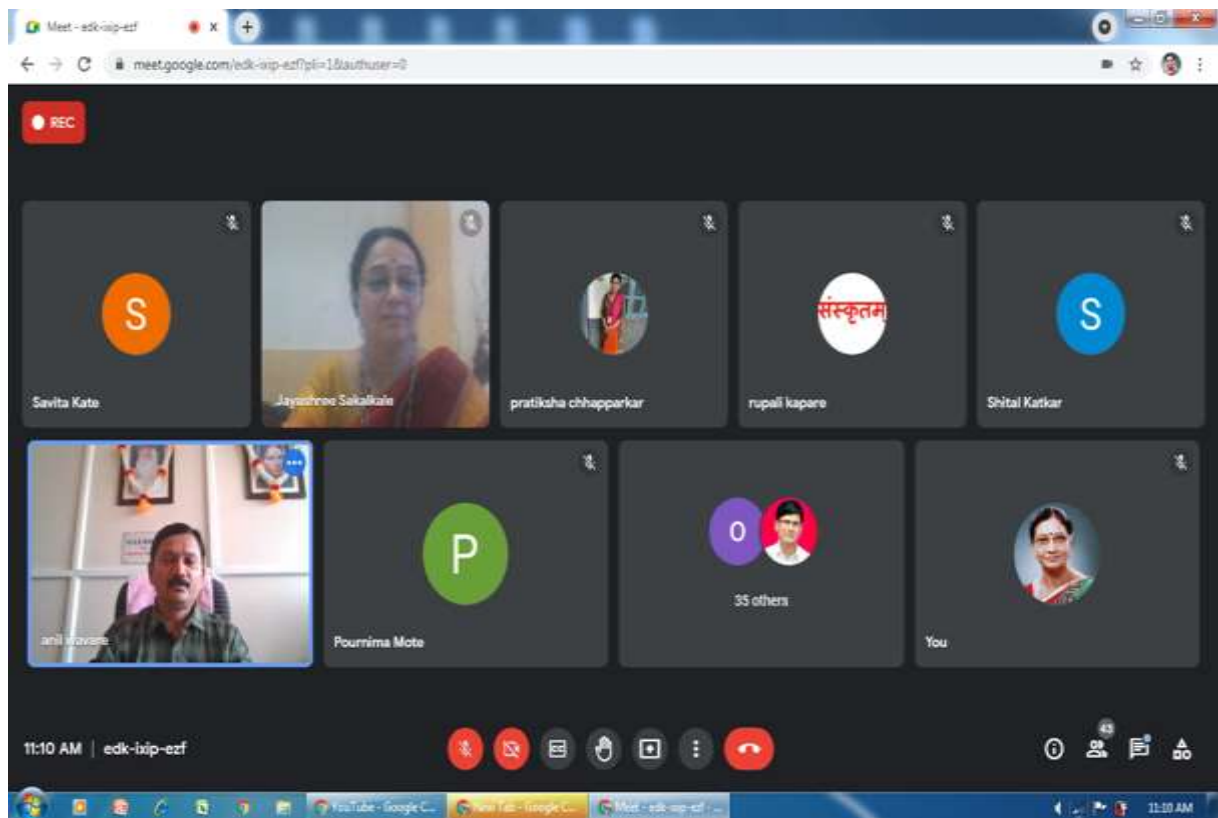 Meet - edk-ixip-ezf
meet.google.com/edk-ixip-ezf?pli=1&authuser=0
REC
S
संस्कृतम्
S
Savita Kate
Jayashree Sakalkale
pratiksha chhapparkar
rupali kapare
Shital Katkar
P
O
35 others
anil
Pournima Mote
You
11:10 AM | edk-ixip-ezf
43
YouTube - Google C...
New Tab - Google C...
Meet - edk-ixip-ezf - ...
11:10 AM